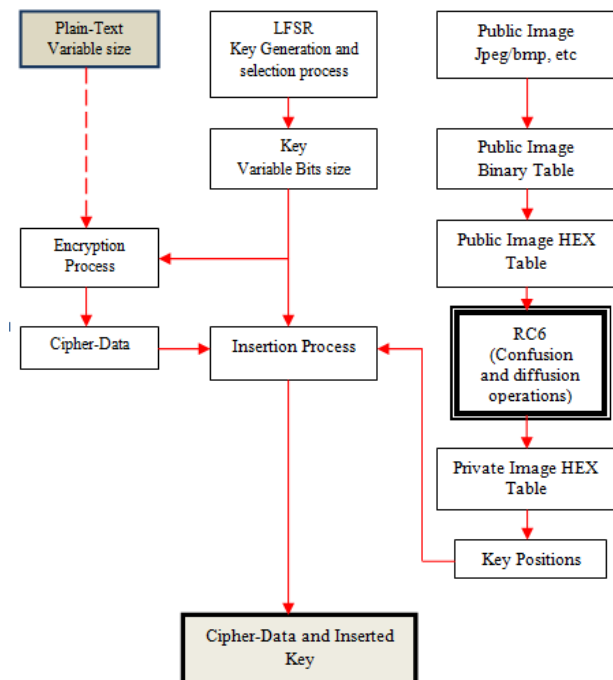 Plain-Text
Variable size
LFSR
Key Generation and
selection process
Public Image
Jpeg/bmp, etc
Key
Variable Bits size
Public Image
Binary Table
Encryption
Process
Public Image HEX
Table
Cipher-Data
Insertion Process
RC6
(Confusion
and diffusion
operations)
Private Image HEX
Table
Key Positions
Cipher-Data and Inserted
Key